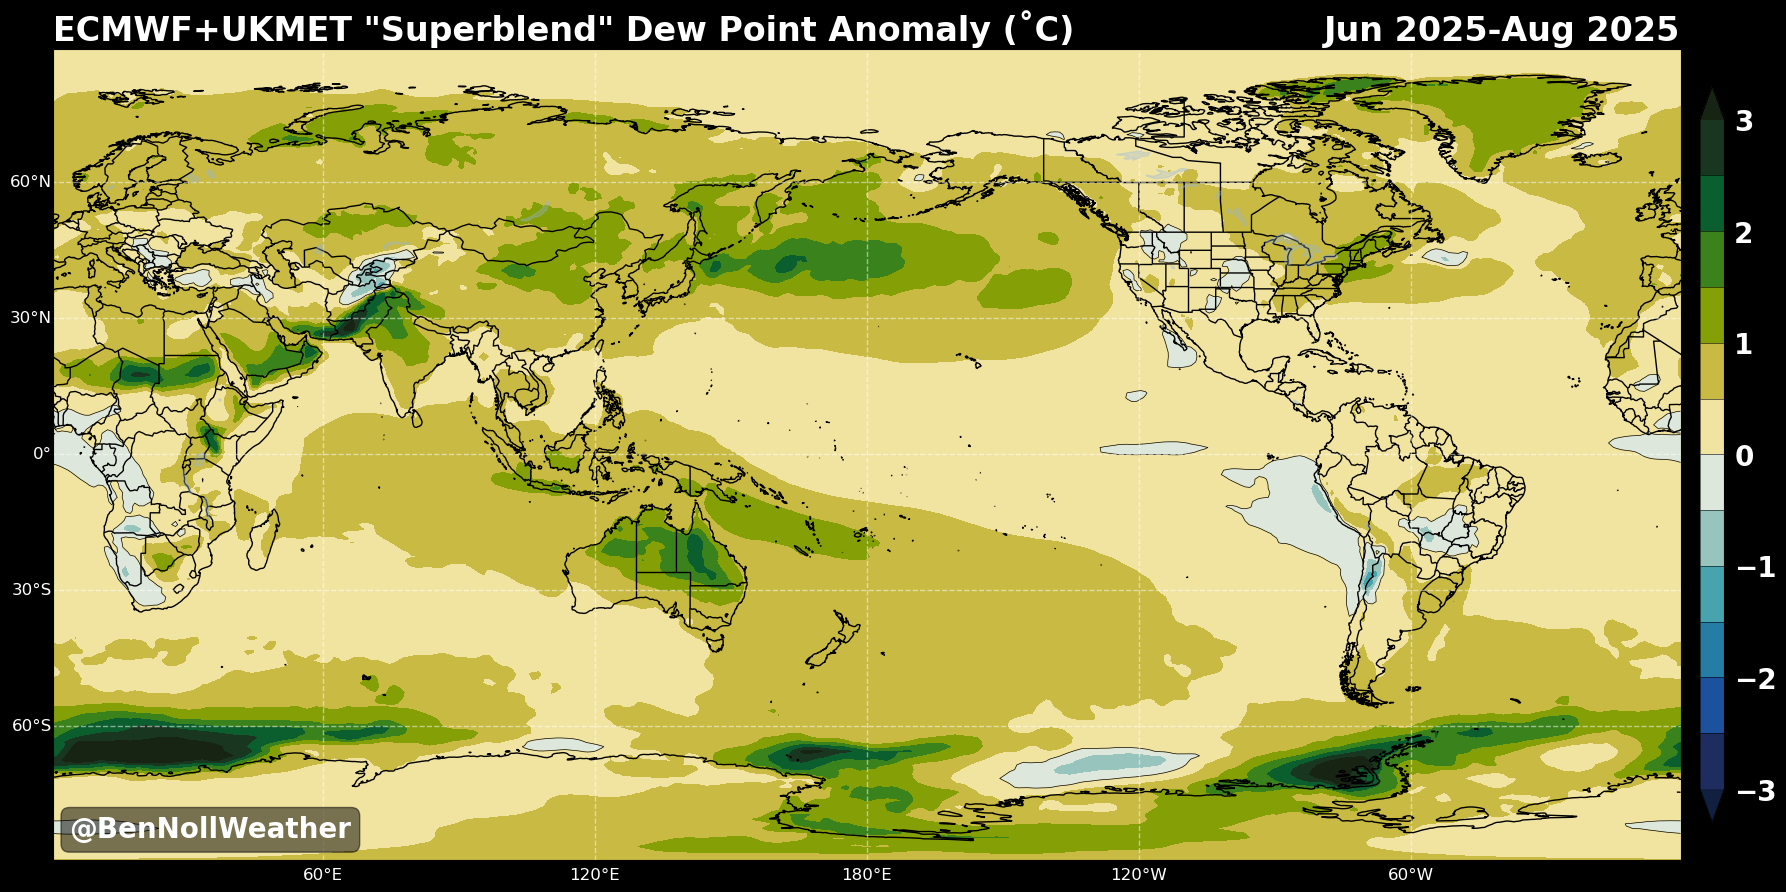 ECMWF+UKMET "Superblend" Dew Point Anomaly (˚C)
Jun 2025-Aug 2025
60°N
30°N
0°
30°S
60°S
60°E
120°E
180°E
120°W
60°W
3
2
1
0
−1
−2
−3
@BenNollWeather